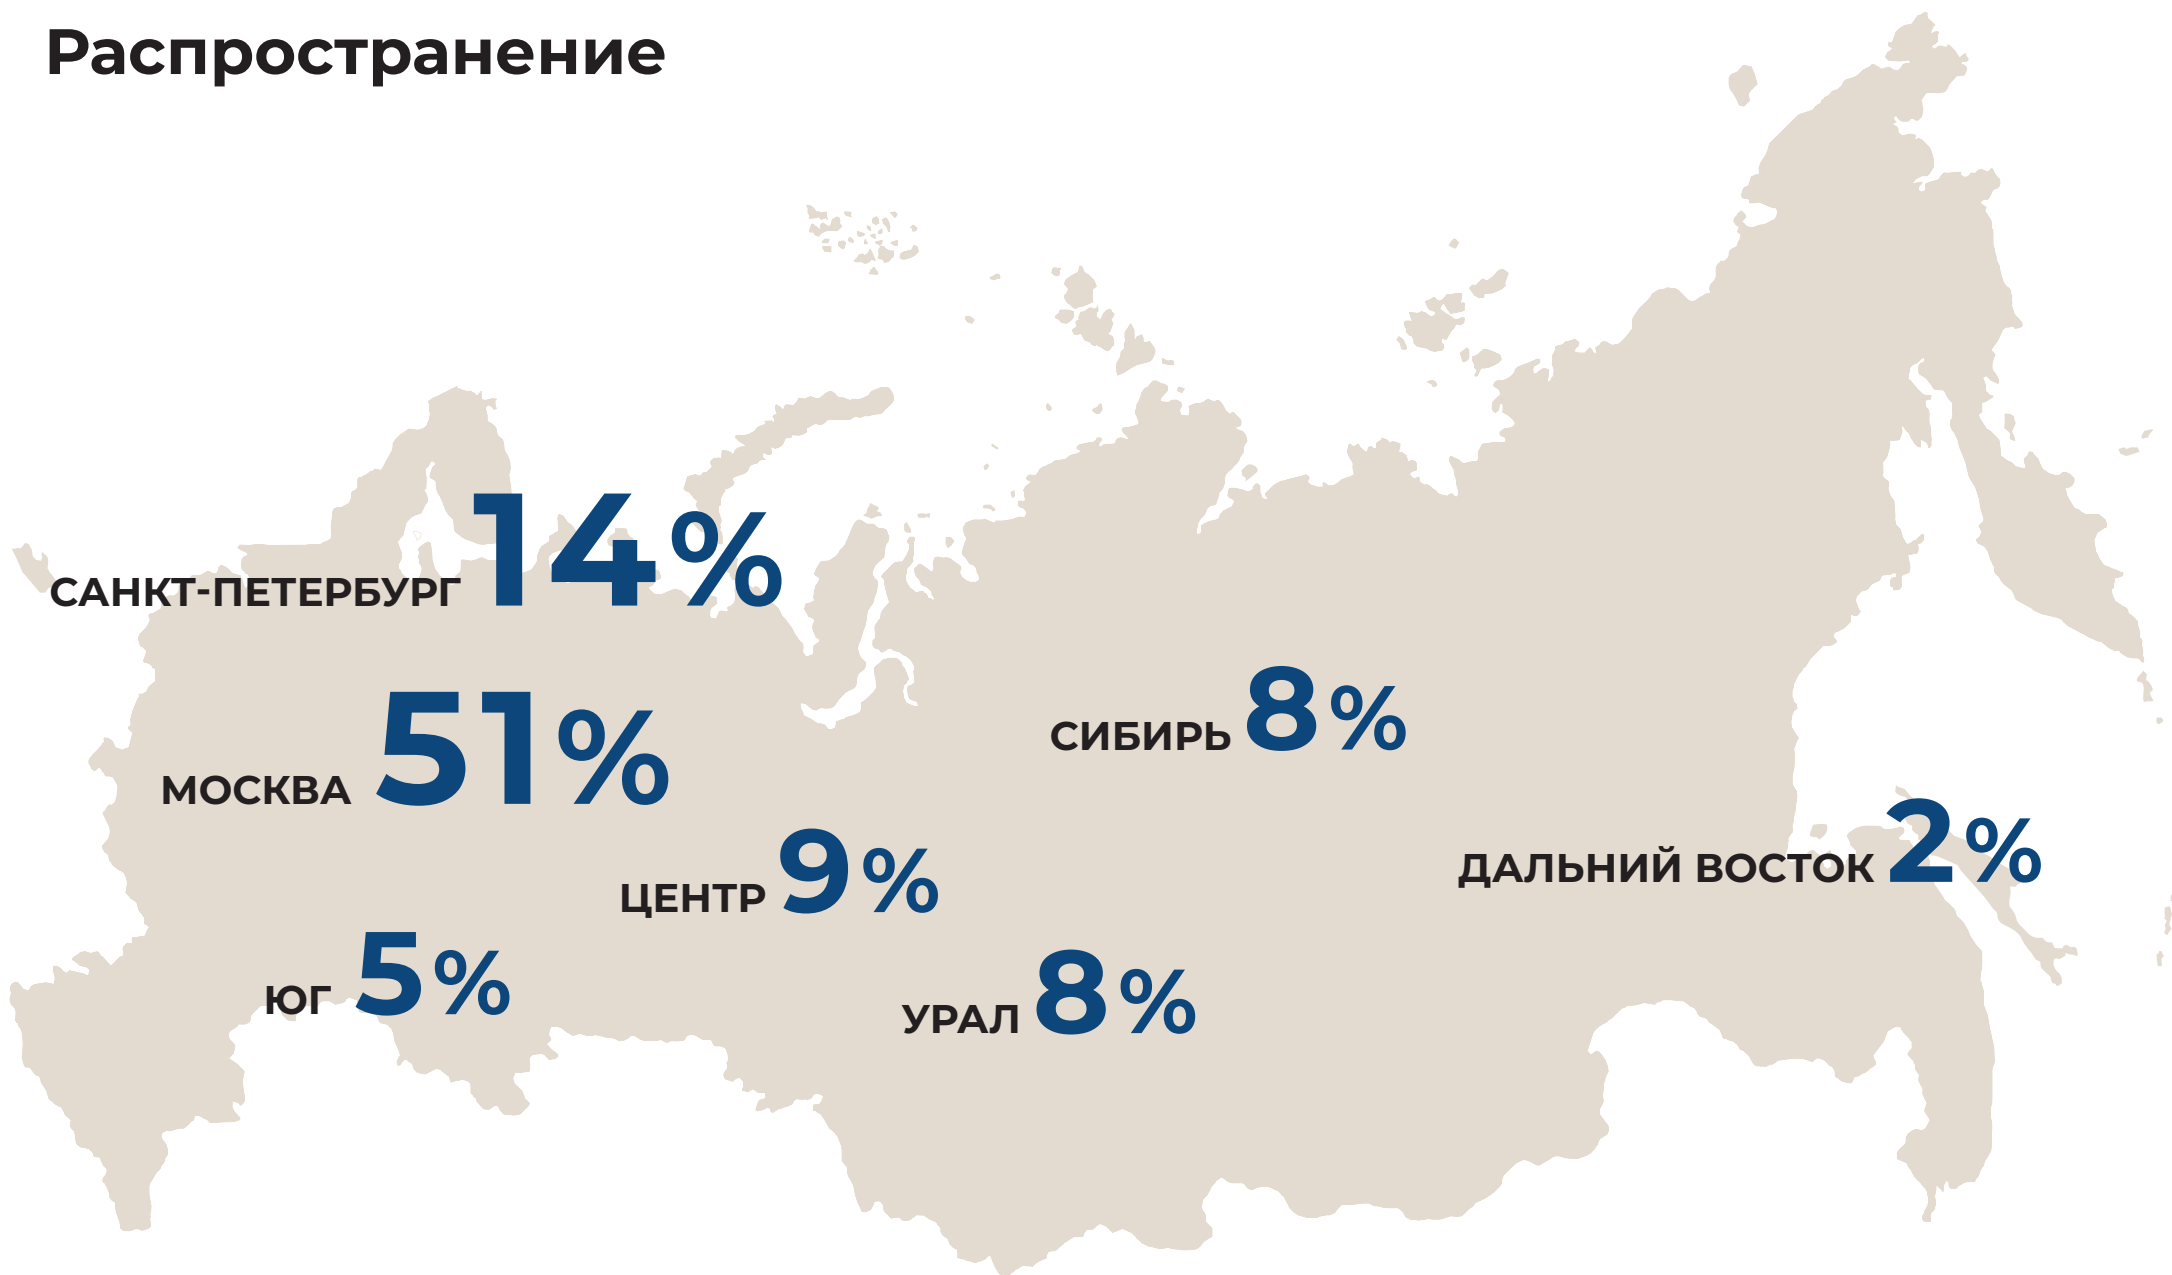 Распространение
САНКТ-ПЕТЕРБУРГ 14%
МОСКВА 51%
СИБИРЬ 8%
ЦЕНТР 9%
ДАЛЬНИЙ ВОСТОК 2%
ЮГ 5%
УРАЛ 8%